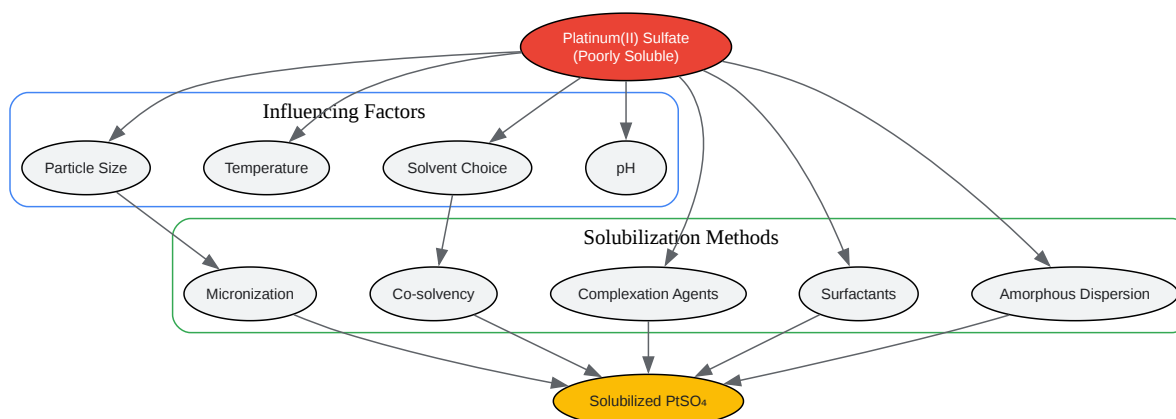 Platinum(II) Sulfate
(Poorly Soluble)
Influencing Factors
Particle Size
Temperature
Solvent Choice
pH
Solubilization Methods
Micronization
Co-solvency
Complexation Agents
Surfactants
Amorphous Dispersion
Solubilized PtSO₄